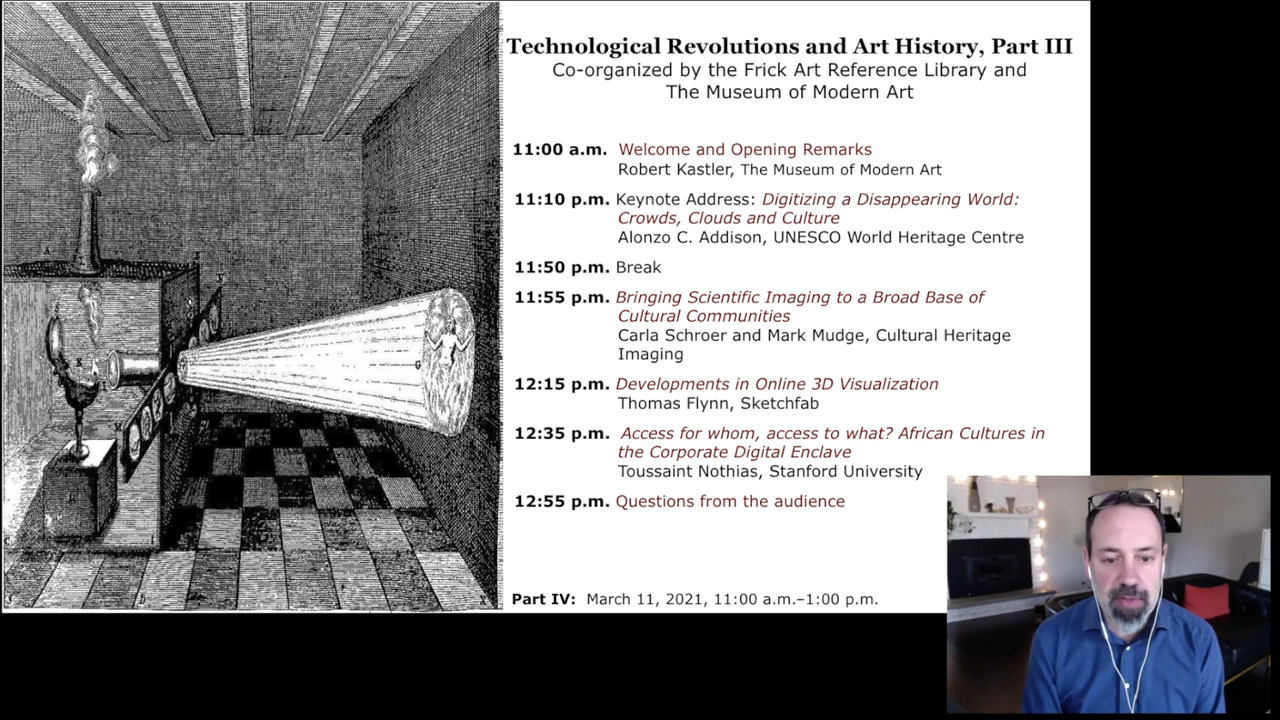 Technological Revolutions and Art History, Part III
Co-organized by the Frick Art Reference Library and
The Museum of Modern Art
11:00 a.m. Welcome and Opening Remarks
Robert Kastler, The Museum of Modern Art
11:10 p.m. Keynote Address: Digitizing a Disappearing World:
Crowds, Clouds and Culture
Alonzo C. Addison, UNESCO World Heritage Centre
11:50 p.m. Break
11:55 p.m. Bringing Scientific Imaging to a Broad Base of
Cultural Communities
Carla Schroer and Mark Mudge, Cultural Heritage
Imaging
12:15 p.m. Developments in Online 3D Visualization
Thomas Flynn, Sketchfab
12:35 p.m. Access for whom, access to what? African Cultures in
the Corporate Digital Enclave
Toussaint Nothias, Stanford University
12:55 p.m. Questions from the audience
Part IV: March 11, 2021, 11:00 a.m.–1:00 p.m.